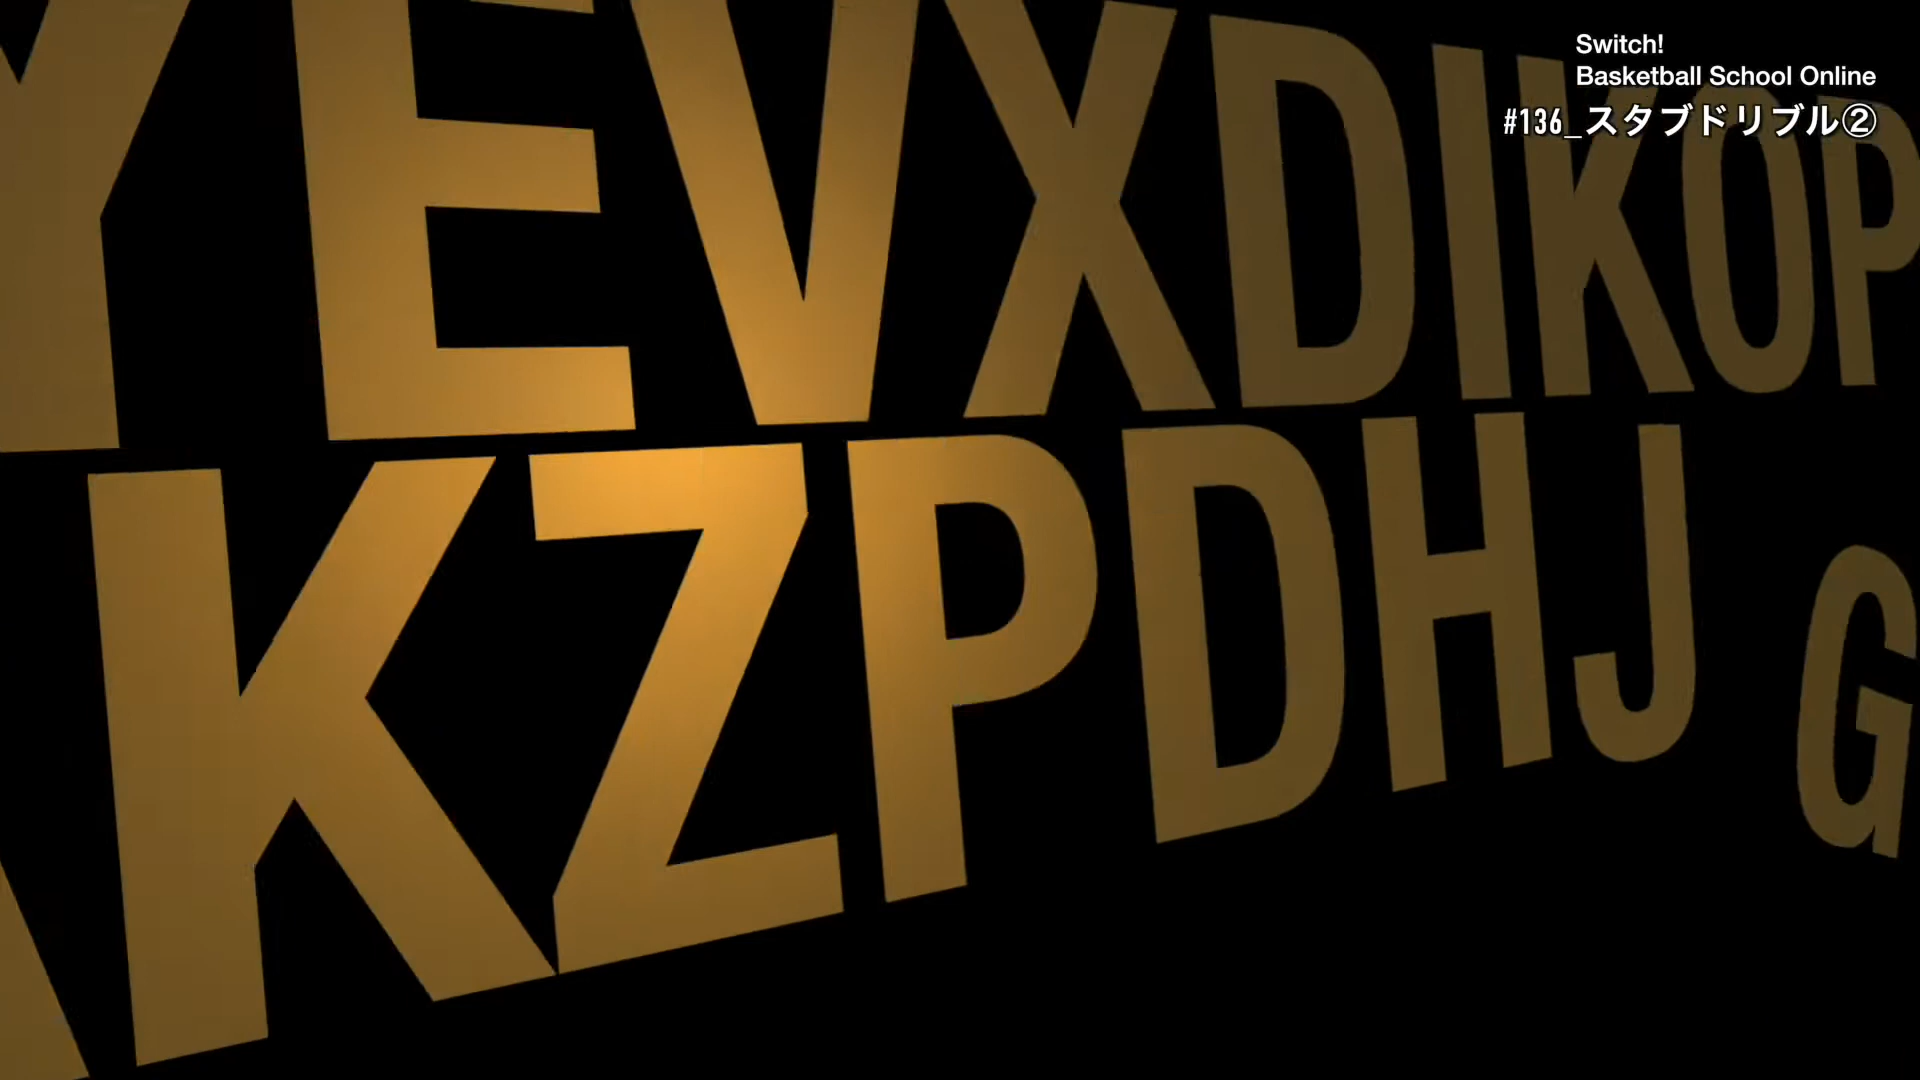 Switch!
Basketball School Online
#136_スタブドリブル②
YEVXDIKOP
KZPDHJ G